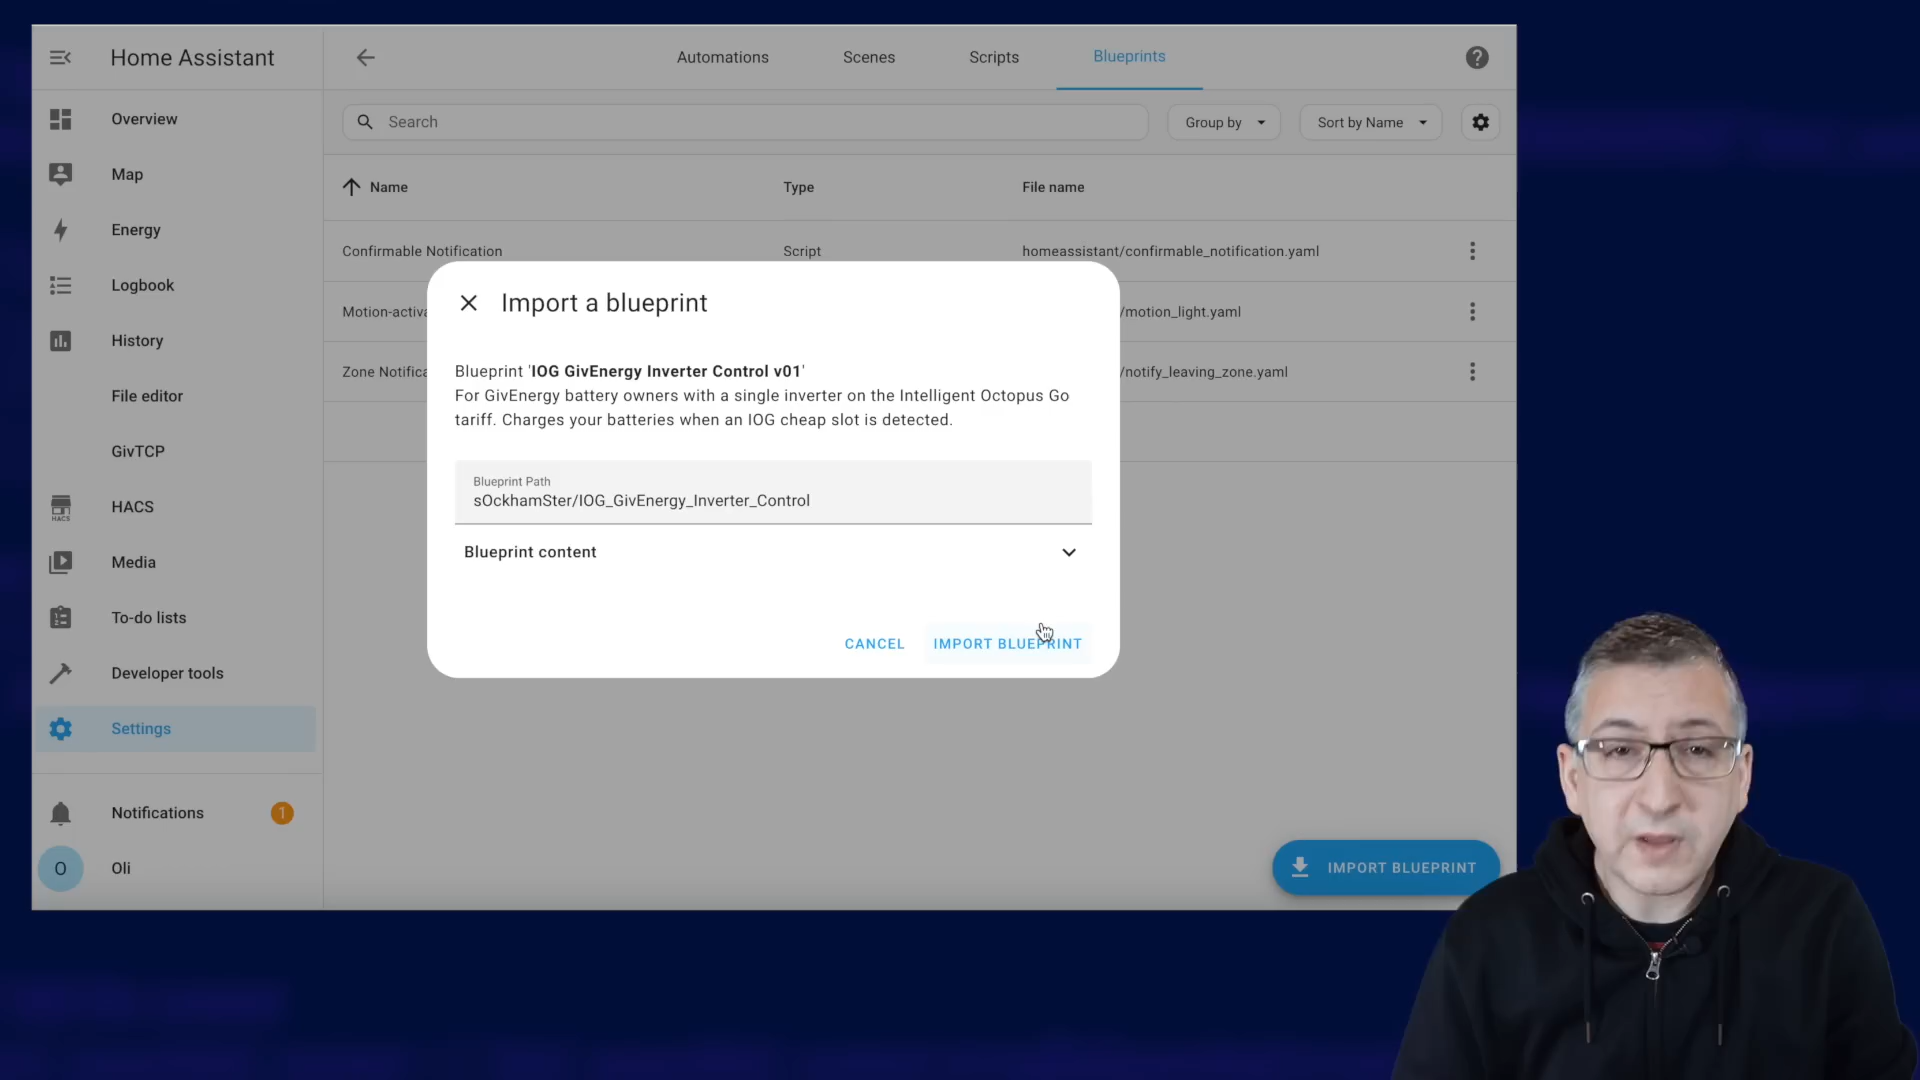 Home Assistant
Automations
Scenes
Scripts
Blueprints
Overview
Map
Energy
Logbook
History
File editor
GivTCP
HACS
HACS
Media
To-do lists
Developer tools
Settings
Notifications
1
O
Oli
Search
Group by
Sort by Name
Name
Type
File name
Confirmable Notification
Script
homeassistant/confirmable_notification.yaml
Motion-activa
/motion_light.yaml
Zone Notifica
/notify_leaving_zone.yaml
Import a blueprint
Blueprint 'IOG GivEnergy Inverter Control v01'
For GivEnergy battery owners with a single inverter on the Intelligent Octopus Go
tariff. Charges your batteries when an IOG cheap slot is detected.
Blueprint Path
sOckhamSter/IOG_GivEnergy_Inverter_Control
Blueprint content
CANCEL
IMPORT BLUEPRINT
IMPORT BLUEPRINT